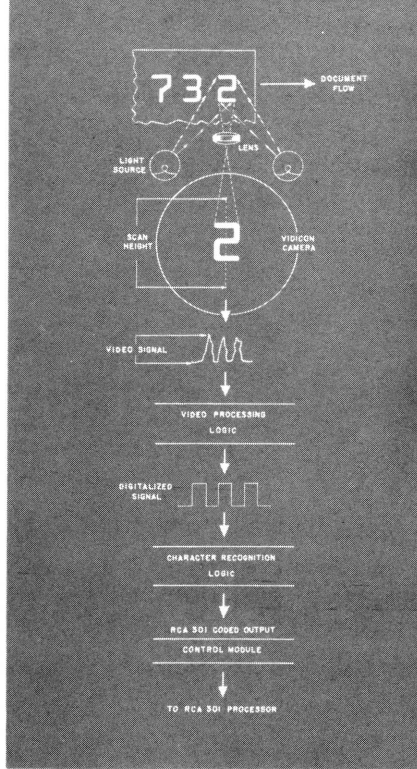 732
DOCUMENT
FLOW
LENS
LIGHT
SOURCE
SCAN
HEIGHT
2
VIDICON
CAMERA
VIDEO SIGNAL
VIDEO PROCESSING
LOGIC
DIGITALIZED
SIGNAL
CHARACTER RECOGNITION
LOGIC
RCA 301 CODED OUTPUT
CONTROL MODULE
TO RCA 301 PROCESSOR